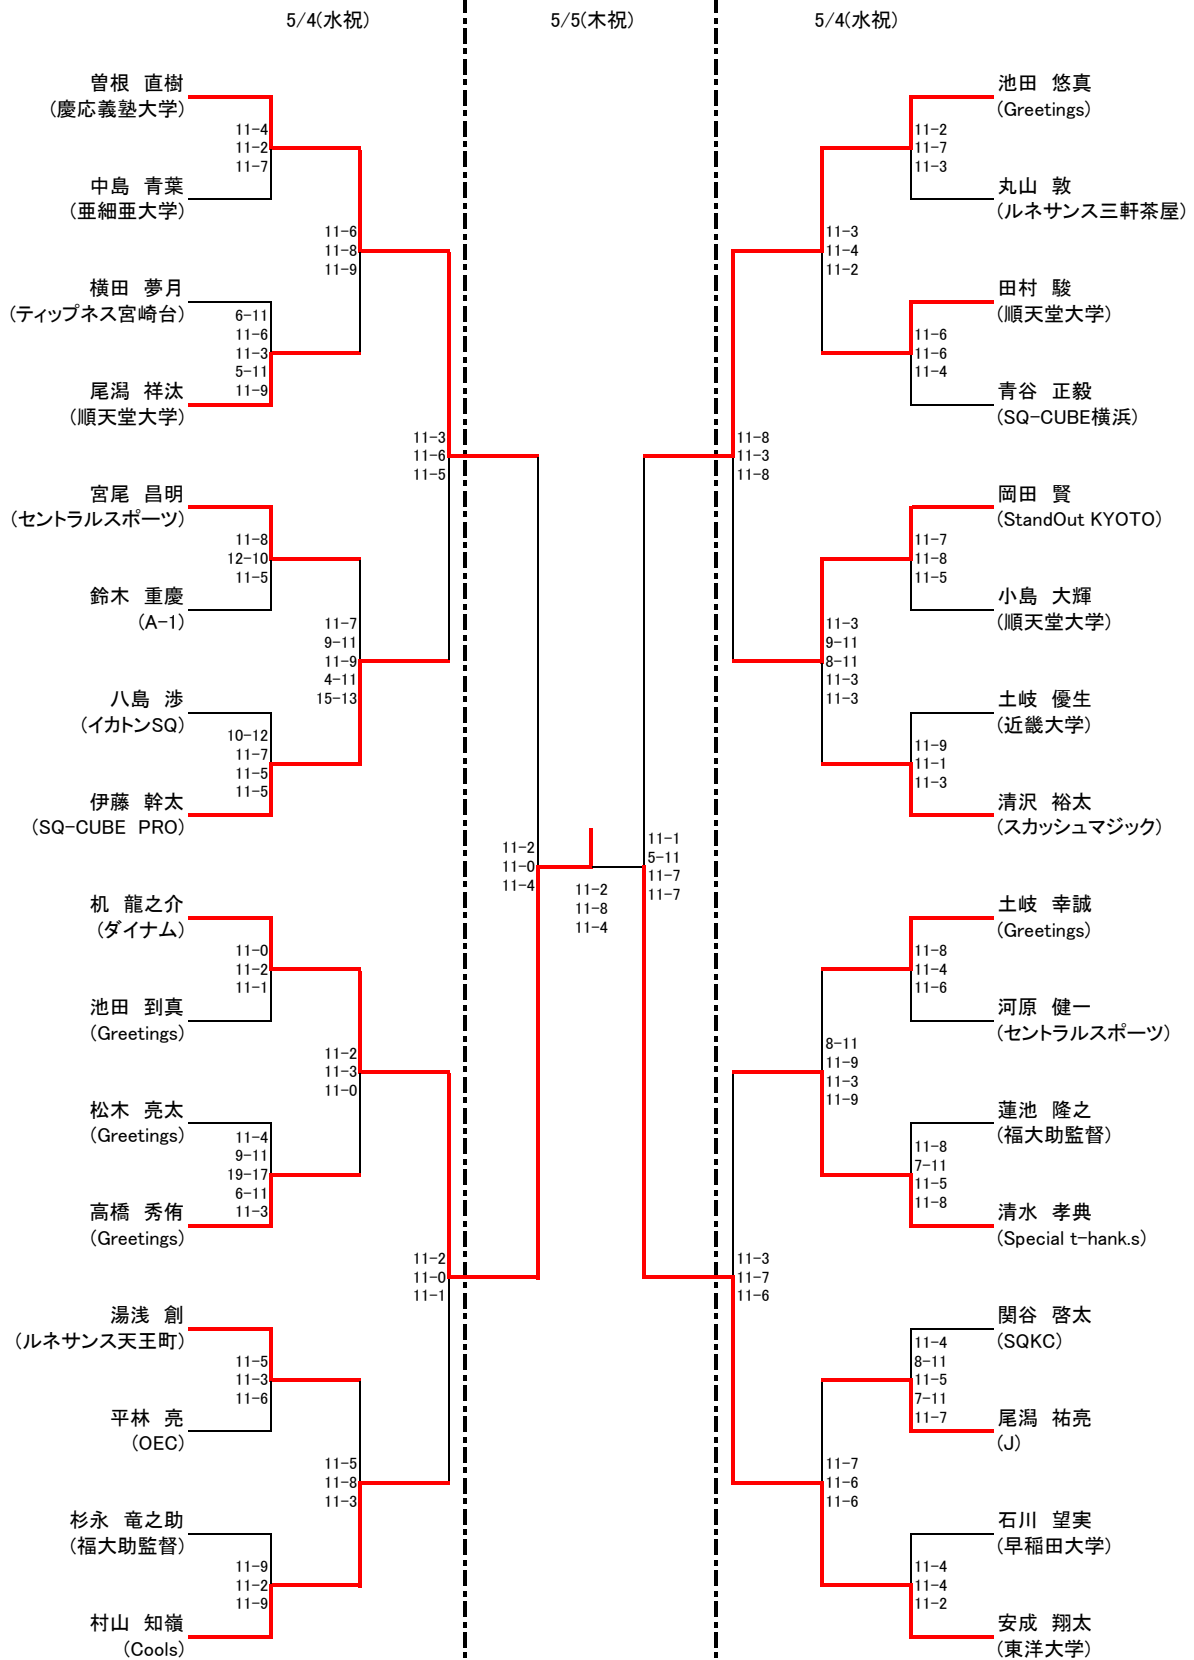 5/4(水祝)
5/5(木祝)
5/4(水祝)
曽根 直樹
(慶応義塾大学)
11-4
11-2
11-7
中島 青葉
(亜細亜大学)
11-6
11-8
11-9
横田 夢月
(ティップネス宮崎台)
6-11
11-6
11-3
5-11
11-9
尾潟 祥汰
(順天堂大学)
11-3
11-6
11-5
宮尾 昌明
(セントラルスポーツ)
11-8
12-10
11-5
鈴木 重慶
(A-1)
11-7
9-11
11-9
4-11
15-13
八島 渉
(イカトンSQ)
10-12
11-7
11-5
11-5
伊藤 幹太
(SQ-CUBE PRO)
11-2
11-0
11-4
机 龍之介
(ダイナム)
11-0
11-2
11-1
池田 到真
(Greetings)
11-2
11-3
11-0
松木 亮太
(Greetings)
11-4
9-11
19-17
6-11
11-3
高橋 秀侑
(Greetings)
11-2
11-0
11-1
湯浅 創
(ルネサンス天王町)
11-5
11-3
11-6
平林 亮
(OEC)
11-5
11-8
11-3
杉永 竜之助
(福大助監督)
11-9
11-2
11-9
村山 知嶺
(Cools)
11-2
11-8
11-4
池田 悠真
(Greetings)
11-2
11-7
11-3
丸山 敦
(ルネサンス三軒茶屋)
11-3
11-4
11-2
田村 駿
(順天堂大学)
11-6
11-6
11-4
青谷 正毅
(SQ-CUBE横浜)
11-8
11-3
11-8
岡田 賢
(StandOut KYOTO)
11-7
11-8
11-5
小島 大輝
(順天堂大学)
11-3
9-11
8-11
11-3
11-3
土岐 優生
(近畿大学)
11-9
11-1
11-3
清沢 裕太
(スカッシュマジック)
11-1
5-11
11-7
11-7
土岐 幸誠
(Greetings)
11-8
11-4
11-6
河原 健一
(セントラルスポーツ)
8-11
11-9
11-3
11-9
蓮池 隆之
(福大助監督)
11-8
7-11
11-5
11-8
清水 孝典
(Special t-hank.s)
11-3
11-7
11-6
関谷 啓太
(SQKC)
11-4
8-11
11-5
7-11
11-7
尾潟 祐亮
(J)
11-7
11-6
11-6
石川 望実
(早稲田大学)
11-4
11-4
11-2
安成 翔太
(東洋大学)